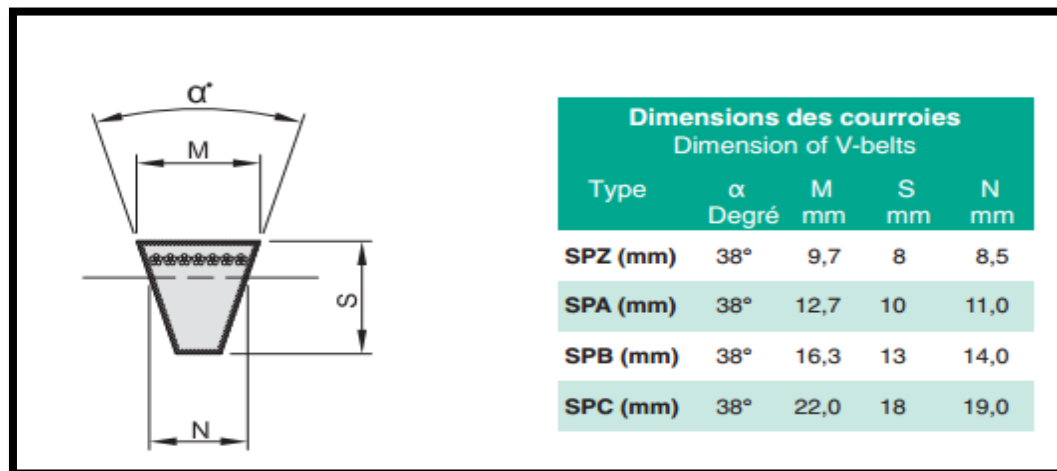 α°
M
S
N
Dimensions des courroies
Dimension of V-belts
Type α M S N
Degré mm mm mm
SPZ (mm) 38° 9,7 8 8,5
SPA (mm) 38° 12,7 10 11,0
SPB (mm) 38° 16,3 13 14,0
SPC (mm) 38° 22,0 18 19,0